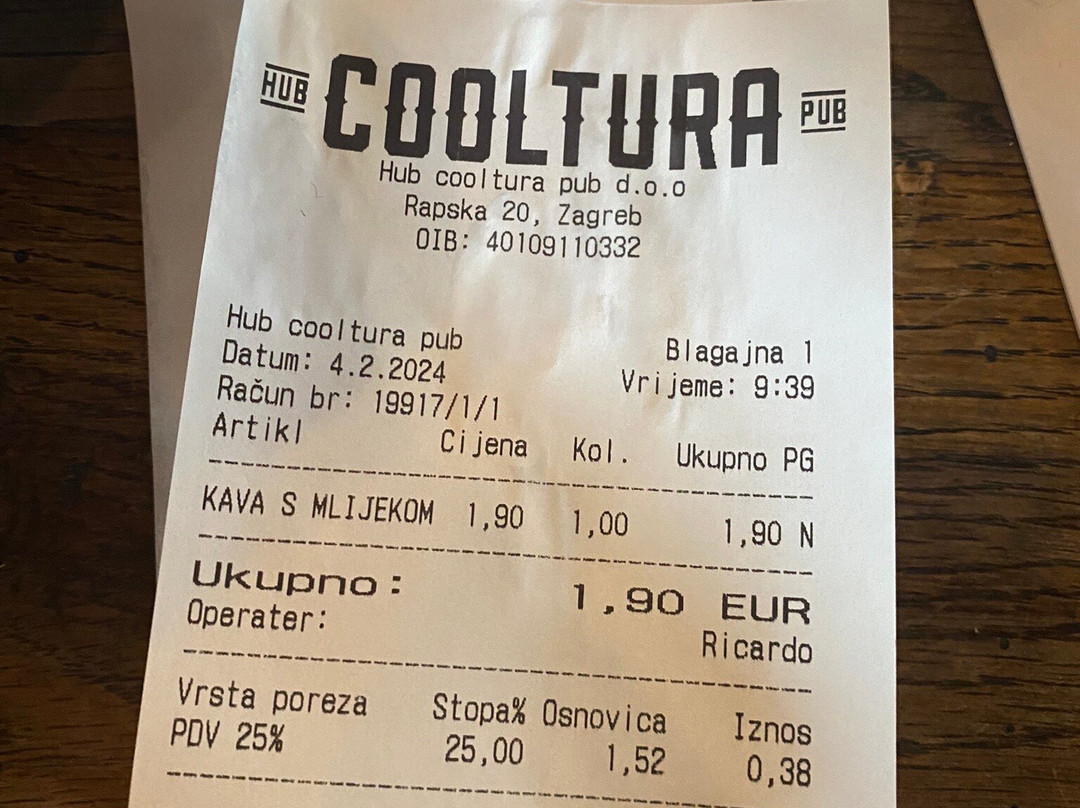 HUB COOLTURA PUB
Hub cooltura pub d.o.o
Rapska 20, Zagreb
OIB: 40109110332
Hub cooltura pub Blagajna 1
Datum: 4.2.2024 Vrijeme: 9:39
Račun br: 19917/1/1
Artikl Cijena Kol. Ukupno PG
KAVA S MLIJEKOM 1,90 1,00 1,90 N
Ukupno: 1,90 EUR
Operater: Ricardo
Vrsta poreza Stopa% Osnovica Iznos
PDV 25% 25,00 1,52 0,38